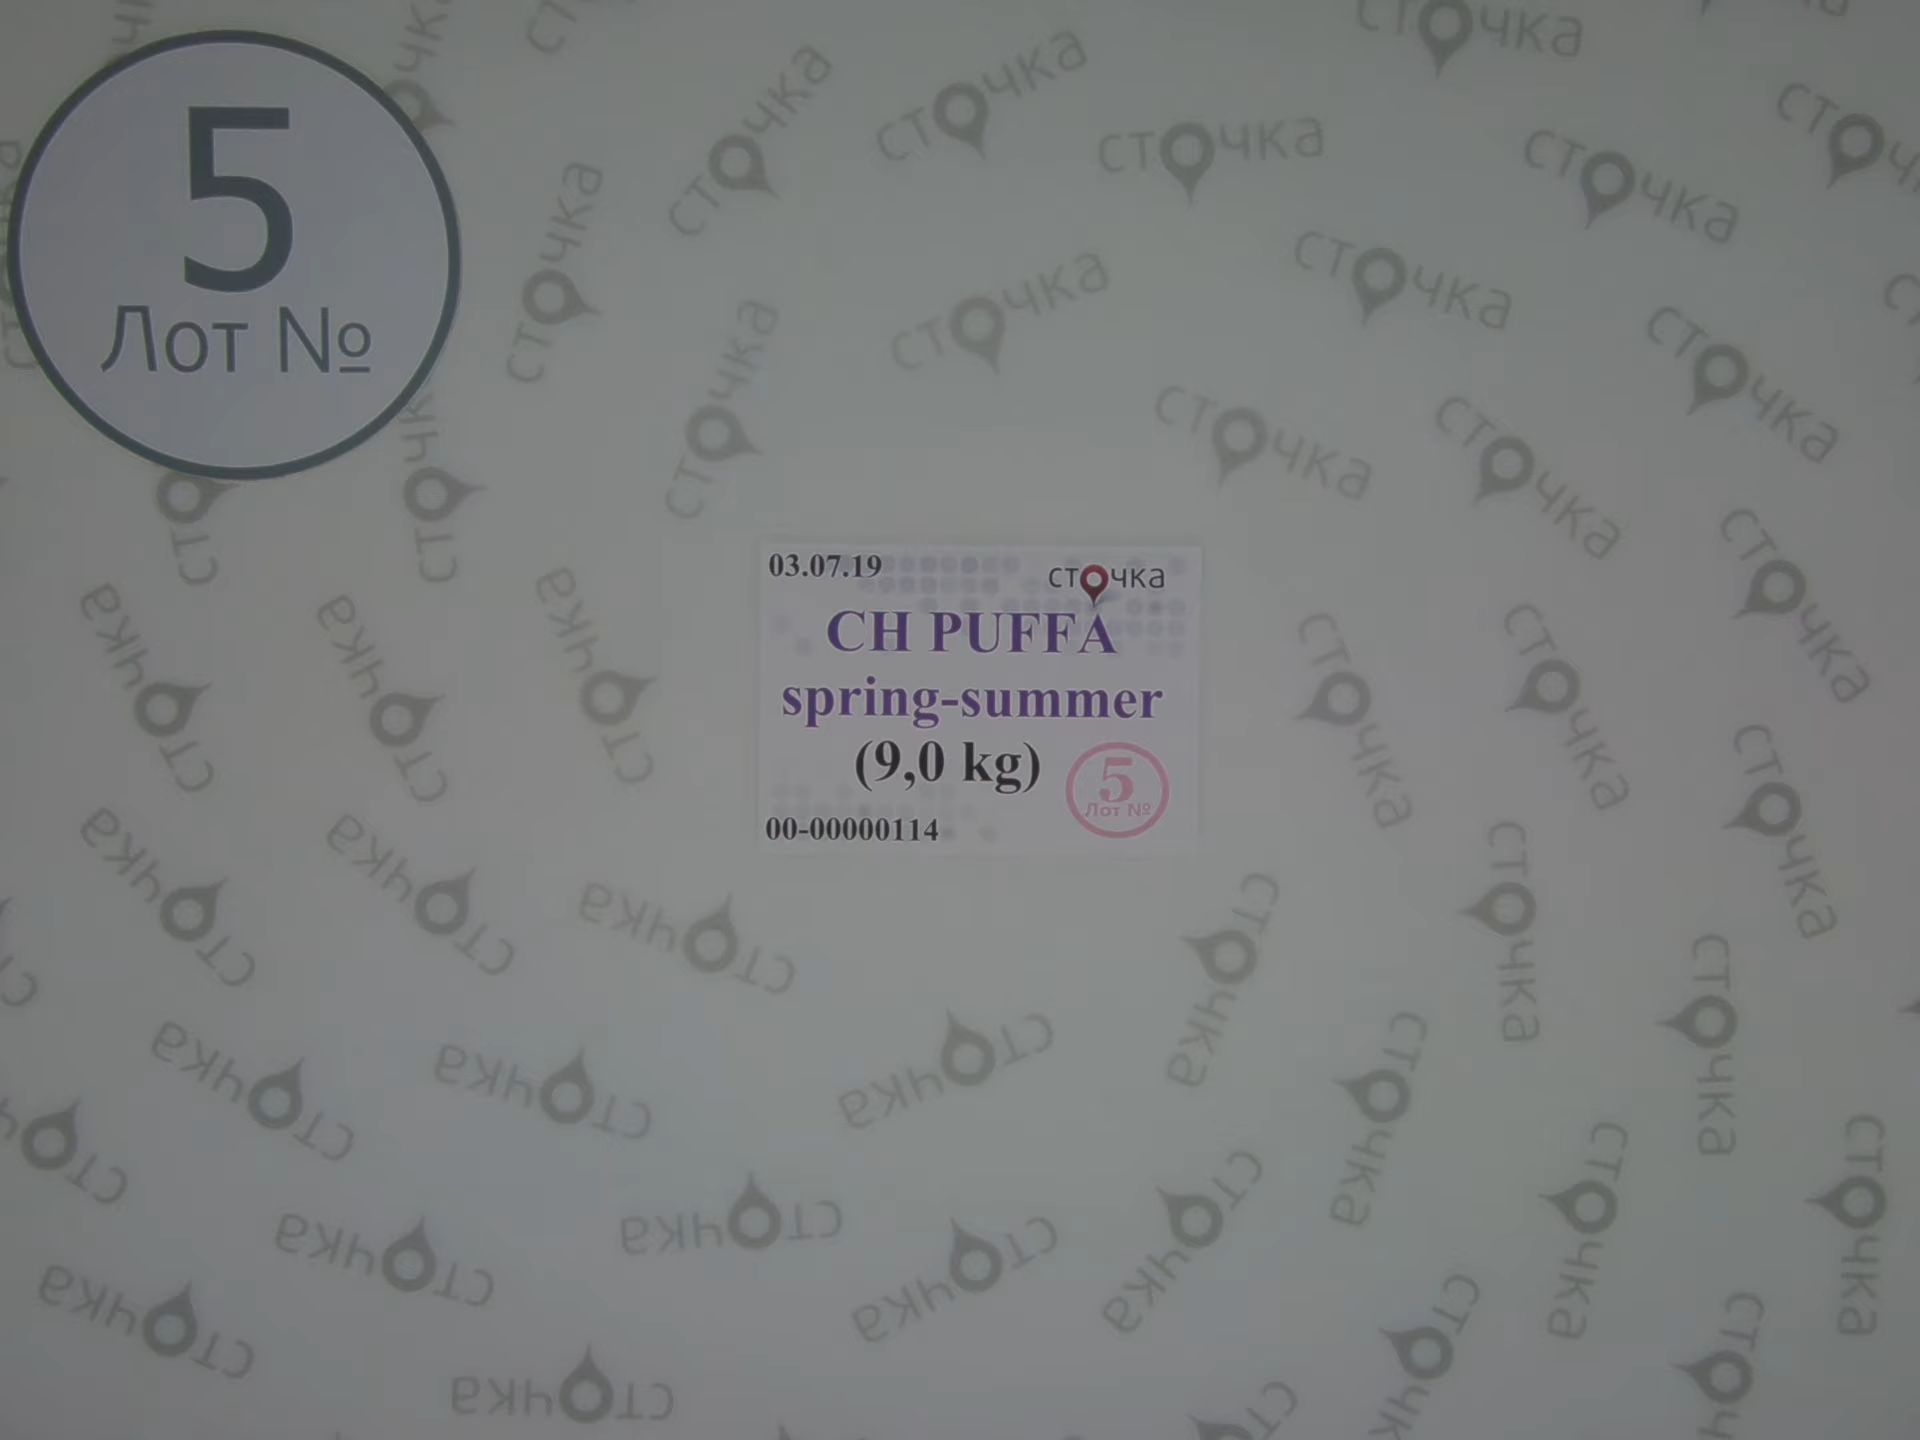 5
Лот №
03.07.19
сточка
CH PUFFA
spring-summer
(9,0 kg)
5
Лот №
00-00000114